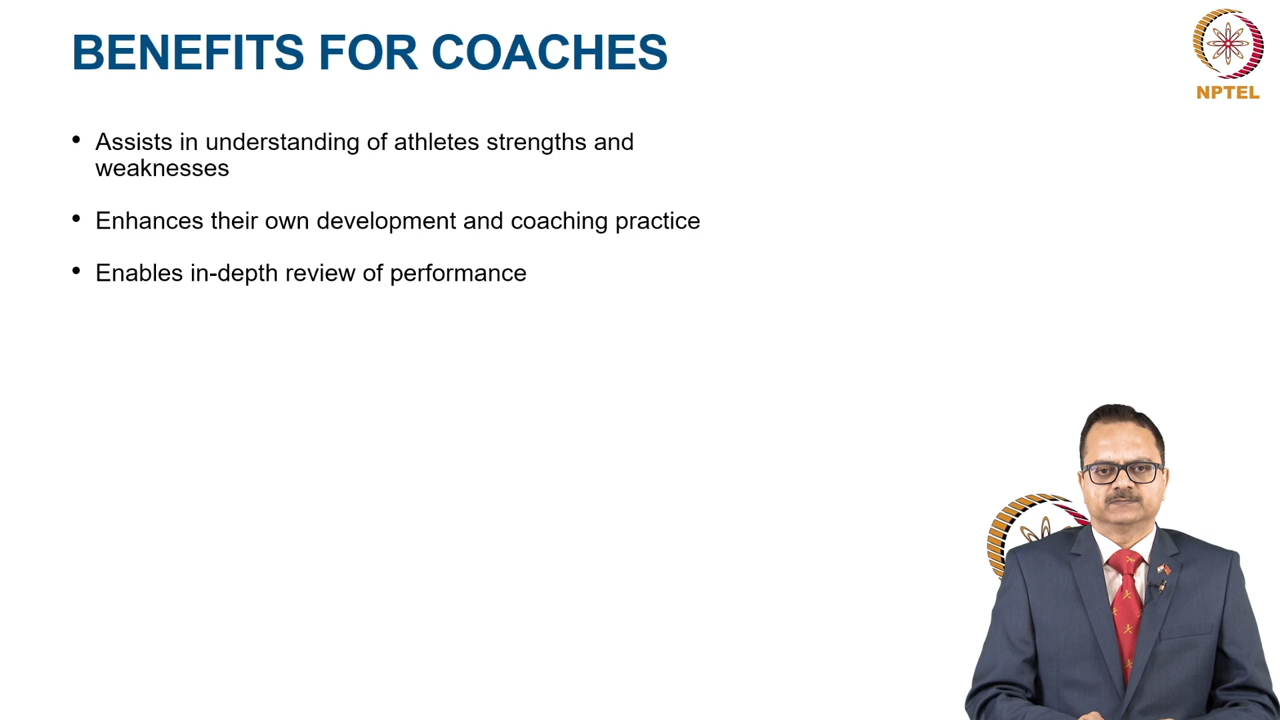 BENEFITS FOR COACHES
NPTEL
• Assists in understanding of athletes strengths and
weaknesses
• Enhances their own development and coaching practice
• Enables in-depth review of performance